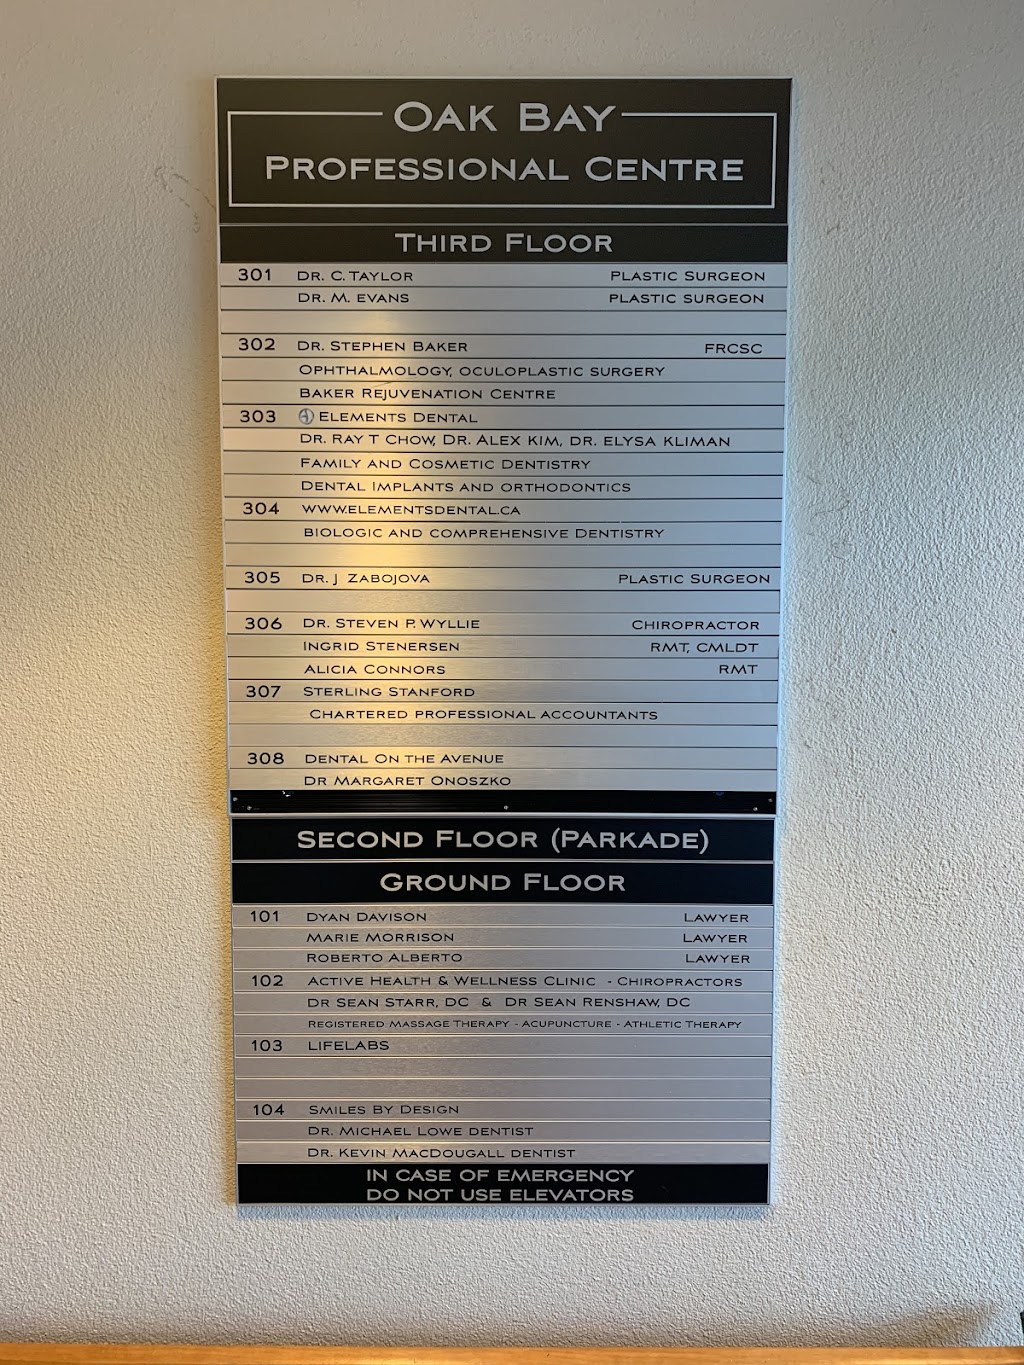 OAK BAY
PROFESSIONAL CENTRE
THIRD FLOOR
301 DR. C. TAYLOR PLASTIC SURGEON
DR. M. EVANS PLASTIC SURGEON
302 DR. STEPHEN BAKER FRCSC
OPHTHALMOLOGY, OCULOPLASTIC SURGERY
BAKER REJUVENATION CENTRE
303 ELEMENTS DENTAL
DR. RAY T CHOW, DR. ALEX KIM, DR. ELYSA KLIMAN
FAMILY AND COSMETIC DENTISTRY
DENTAL IMPLANTS AND ORTHODONTICS
304 WWW.ELEMENTSDENTAL.CA
BIOLOGIC AND COMPREHENSIVE DENTISTRY
305 DR. J ZABOJOVA PLASTIC SURGEON
306 DR. STEVEN P. WYLLIE CHIROPRACTOR
INGRID STENERSEN RMT, CMLDT
ALICIA CONNORS RMT
307 STERLING STANFORD
CHARTERED PROFESSIONAL ACCOUNTANTS
308 DENTAL ON THE AVENUE
DR MARGARET ONOSZKO
SECOND FLOOR (PARKADE)
GROUND FLOOR
101 DYAN DAVISON LAWYER
MARIE MORRISON LAWYER
ROBERTO ALBERTO LAWYER
102 ACTIVE HEALTH & WELLNESS CLINIC - CHIROPRACTORS
DR SEAN STARR, DC & DR SEAN RENSHAW, DC
REGISTERED MASSAGE THERAPY - ACUPUNCTURE - ATHLETIC THERAPY
103 LIFELABS
104 SMILES BY DESIGN
DR. MICHAEL LOWE DENTIST
DR. KEVIN MACDOUGALL DENTIST
IN CASE OF EMERGENCY
DO NOT USE ELEVATORS